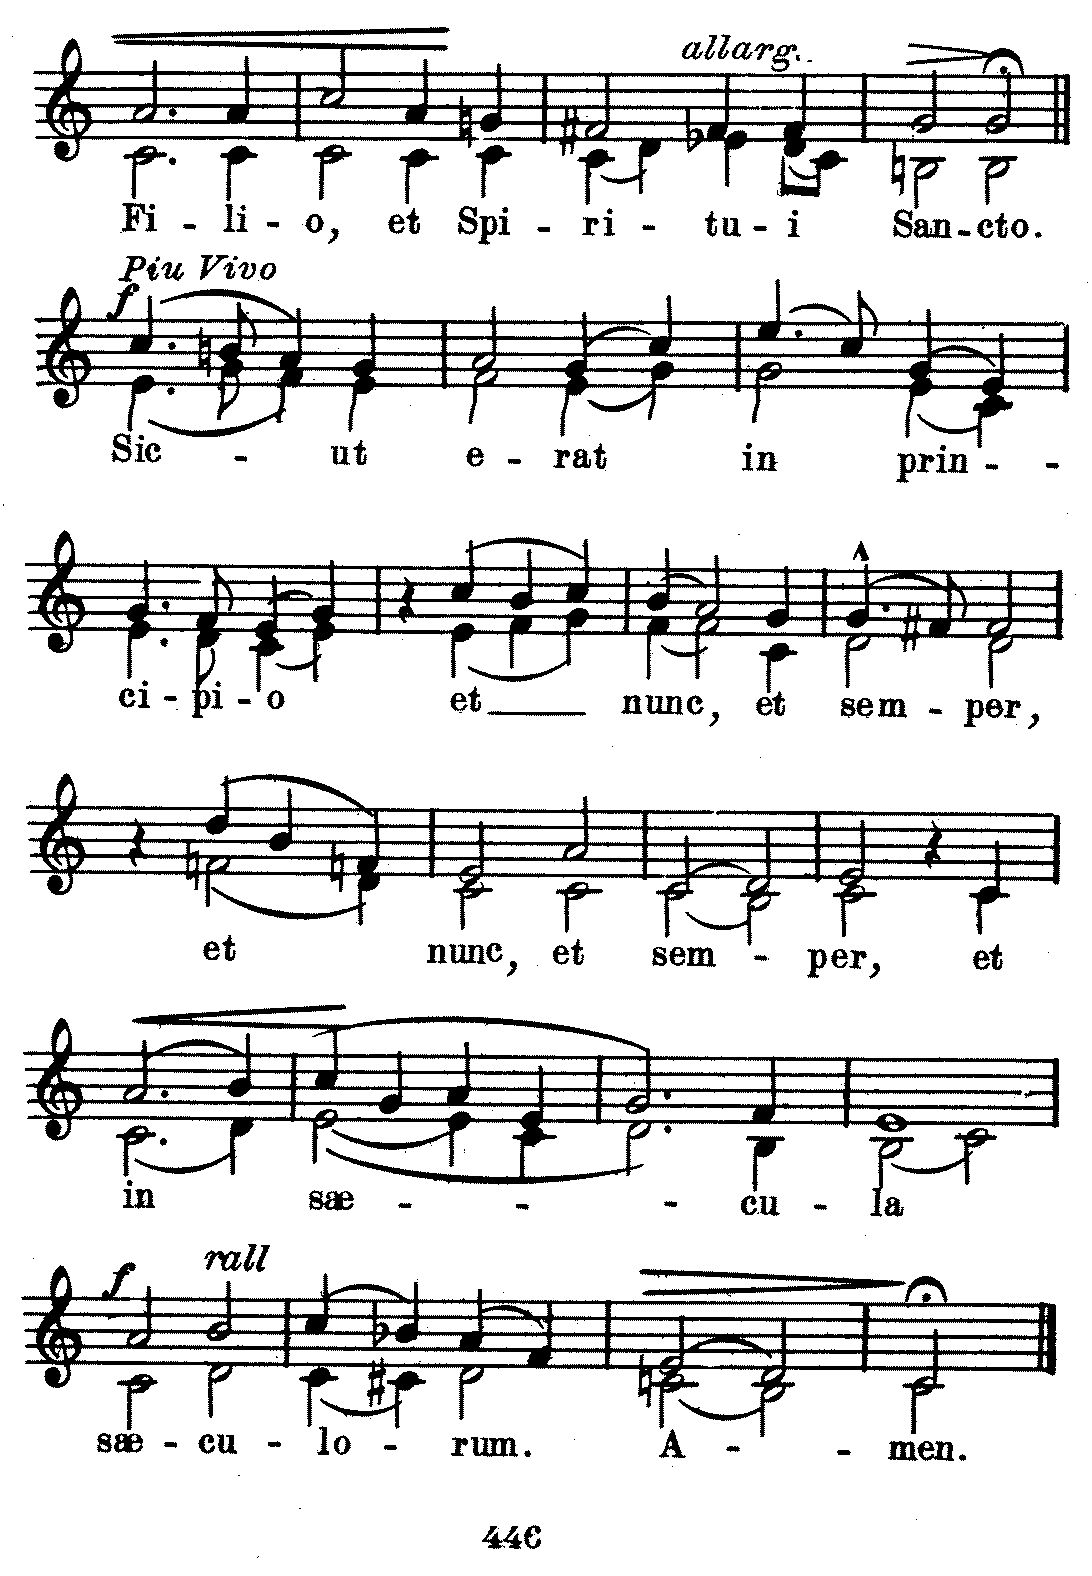 allarg.
Fi - li - o, et Spi - ri - tu - i San - cto.
Piu Vivo
f
Sic - ut e - rat in prin - -
ci - pi - o et nunc, et sem - per,
et nunc, et sem - per, et
in sæ - - - cu - la
f rall
sæ - cu - lo - rum. A - - men.
446